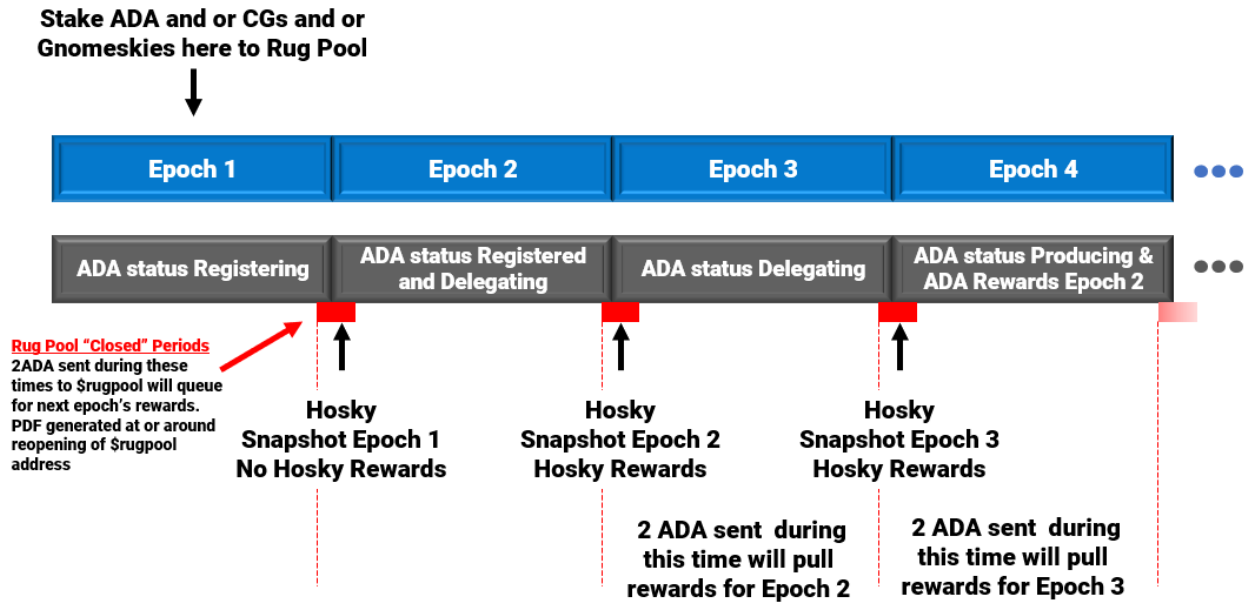 Stake ADA and or CGs and or
Gnomeskies here to Rug Pool
Epoch 1
Epoch 2
Epoch 3
Epoch 4
ADA status Registering
ADA status Registered
and Delegating
ADA status Delegating
ADA status Producing &
ADA Rewards Epoch 2
Rug Pool “Closed” Periods
2ADA sent during these
times to $rugpool will queue
for next epoch’s rewards.
PDF generated at or around
reopening of $rugpool
address
Hosky
Snapshot Epoch 1
No Hosky Rewards
Hosky
Snapshot Epoch 2
Hosky Rewards
Hosky
Snapshot Epoch 3
Hosky Rewards
2 ADA sent during
this time will pull
rewards for Epoch 2
2 ADA sent during
this time will pull
rewards for Epoch 3